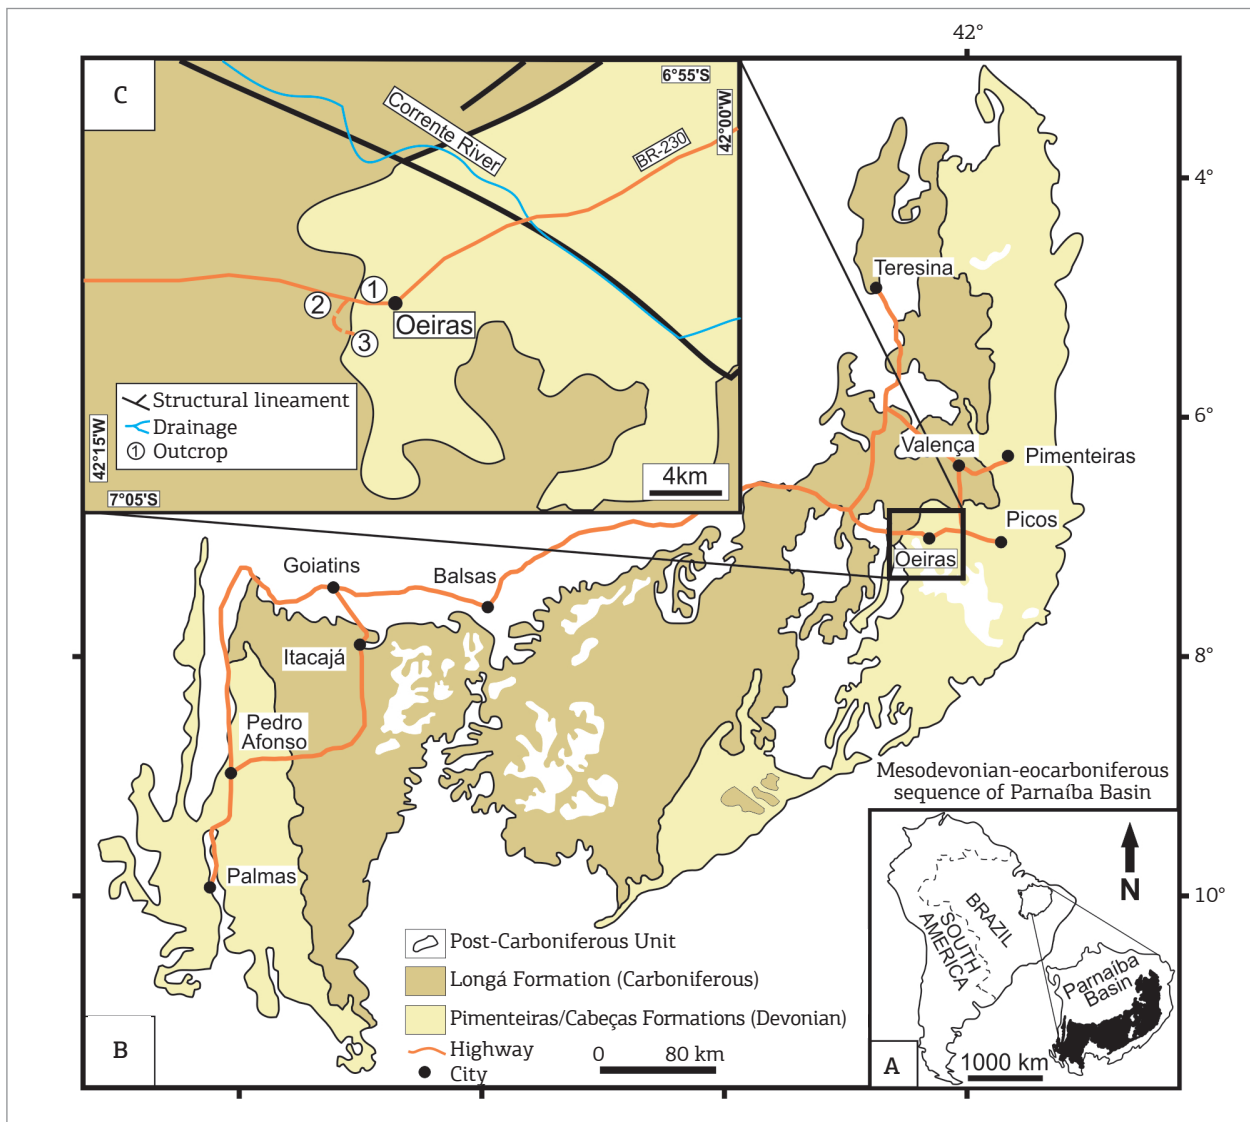 42°
C
6°55'S
42°00'W
Corrente River
BR-230
4°
Teresina
1
2
Oeiras
3
Structural lineament
Drainage
1 Outcrop
42°15'W
7°05'S
4km
6°
Valença
Pimenteiras
Picos
Oeiras
Goiatins
Balsas
Itacajá
8°
Pedro
Afonso
Mesodevonian-eocarboniferous
sequence of Parnaíba Basin
Palmas
10°
N
BRAZIL
SOUTH
AMERICA
Parnaíba
Basin
Post-Carboniferous Unit
Longá Formation (Carboniferous)
Pimenteiras/Cabeças Formations (Devonian)
Highway
City
0 80 km
B
A
1000 km